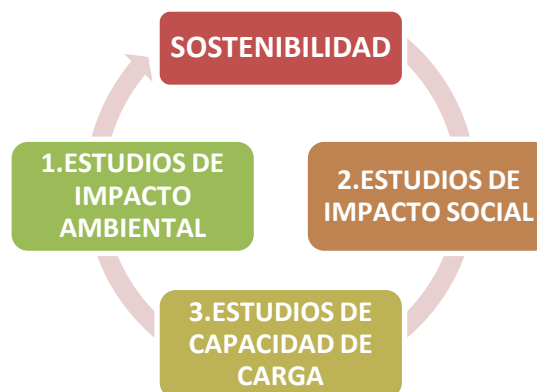 SOSTENIBILIDAD
1.ESTUDIOS DE
IMPACTO
AMBIENTAL
2.ESTUDIOS DE
IMPACTO SOCIAL
3.ESTUDIOS DE
CAPACIDAD DE
CARGA